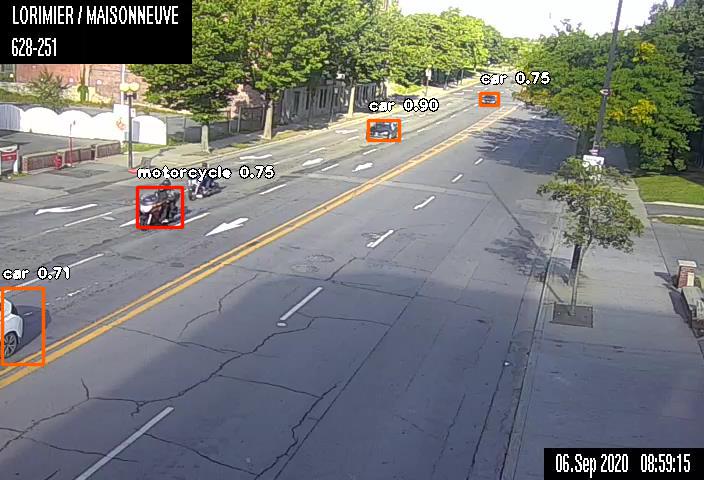 LORIMIER / MAISONNEUVE
628-251
car 0.75
car 0.90
motorcycle 0.75
car 0.71
06.Sep 2020 08:59:15